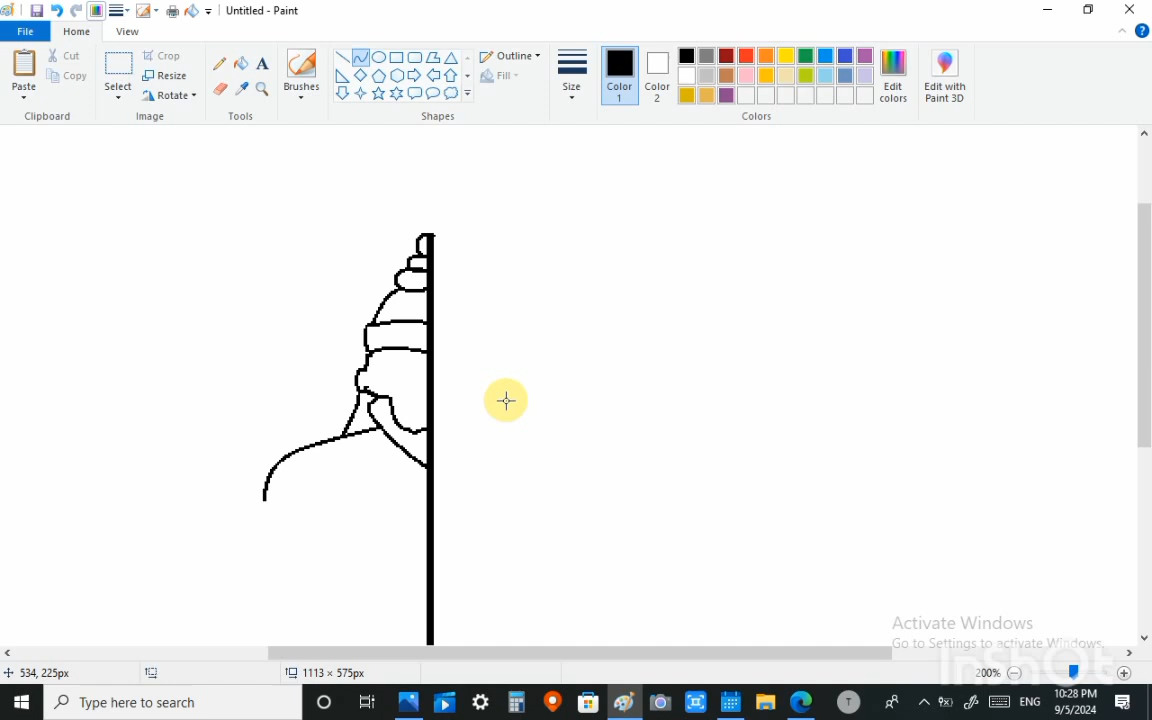 Untitled - Paint
File
Home
View
Paste
Cut
Copy
Clipboard
Select
Crop
Resize
Rotate
Image
Tools
Brushes
Outline
Fill
Shapes
Size
Color 1
Color 2
Edit colors
Edit with Paint 3D
Colors
Activate Windows
Go to Settings to activate Windows.
InShot
534, 225px
1113 × 575px
200%
Type here to search
T
ENG
10:28 PM
9/5/2024